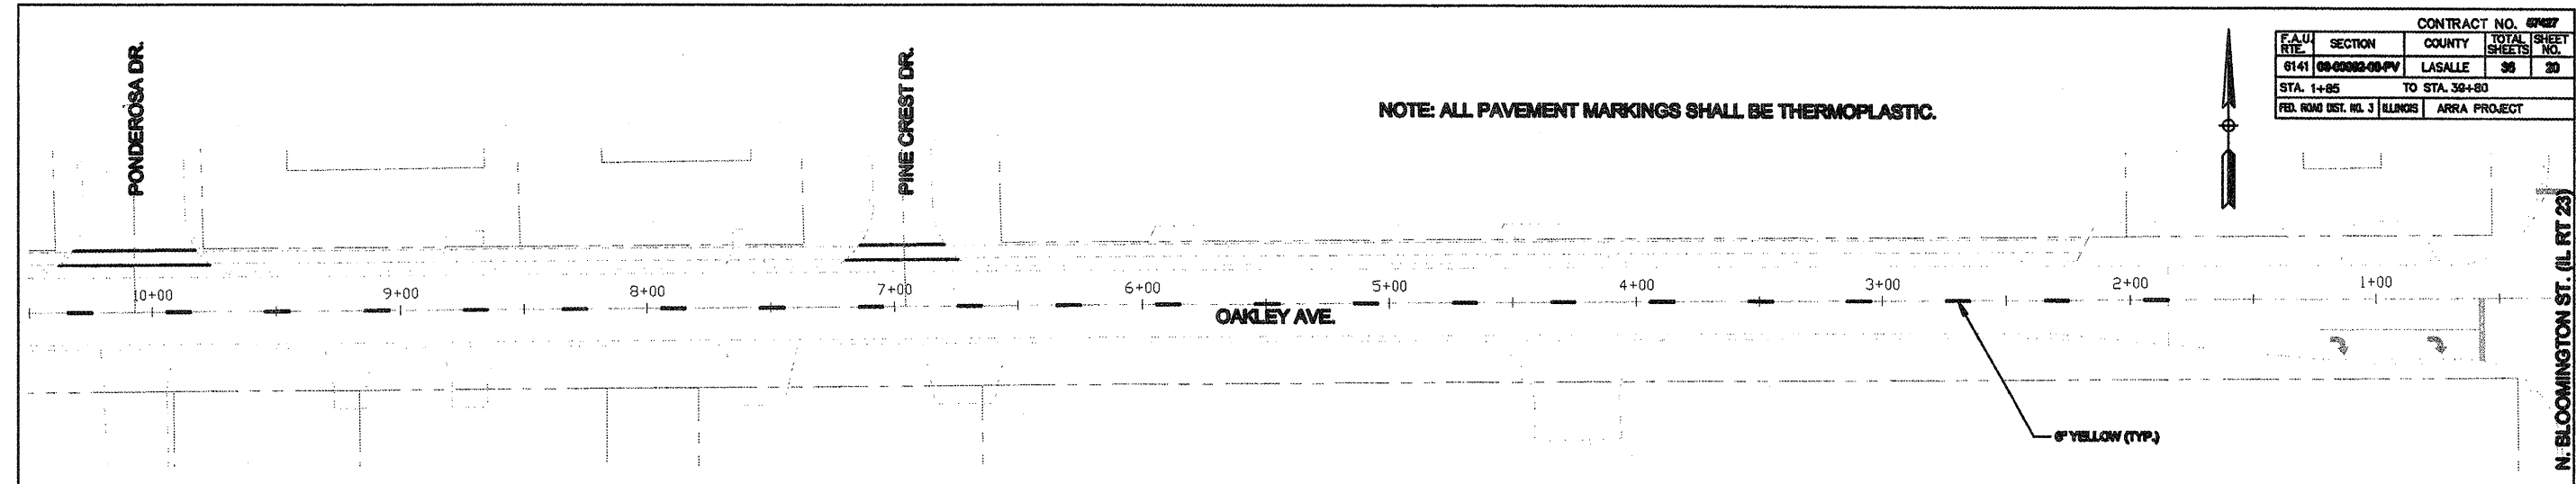 CONTRACT NO. 87427
F.A.U. RTE. SECTION COUNTY TOTAL SHEETS SHEET NO.
6141 LASALLE 36 20
STA. 1+85 TO STA. 39+80
FED. ROAD DIST. NO. 3 ILLINOIS ARRA PROJECT
NOTE: ALL PAVEMENT MARKINGS SHALL BE THERMOPLASTIC.
PONDEROSA DR.
PINE CREST DR.
N. BLOOMINGTON ST. (IL RT 23)
10+00 9+00 8+00 7+00 6+00 5+00 4+00 3+00 2+00 1+00
OAKLEY AVE.
6" YELLOW (TYP.)